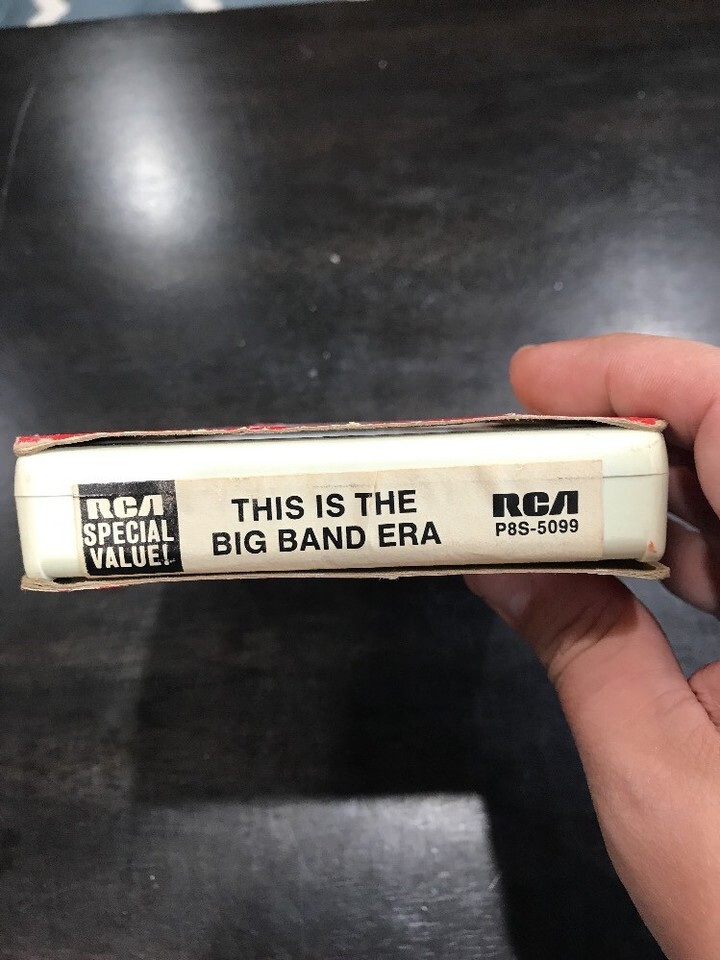 RCA
SPECIAL
VALUE!
THIS IS THE
BIG BAND ERA
RCA
P8S-5099